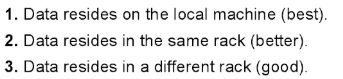 1. Data resides on the local machine (best).
2. Data resides in the same rack (better).
3. Data resides in a different rack (good).